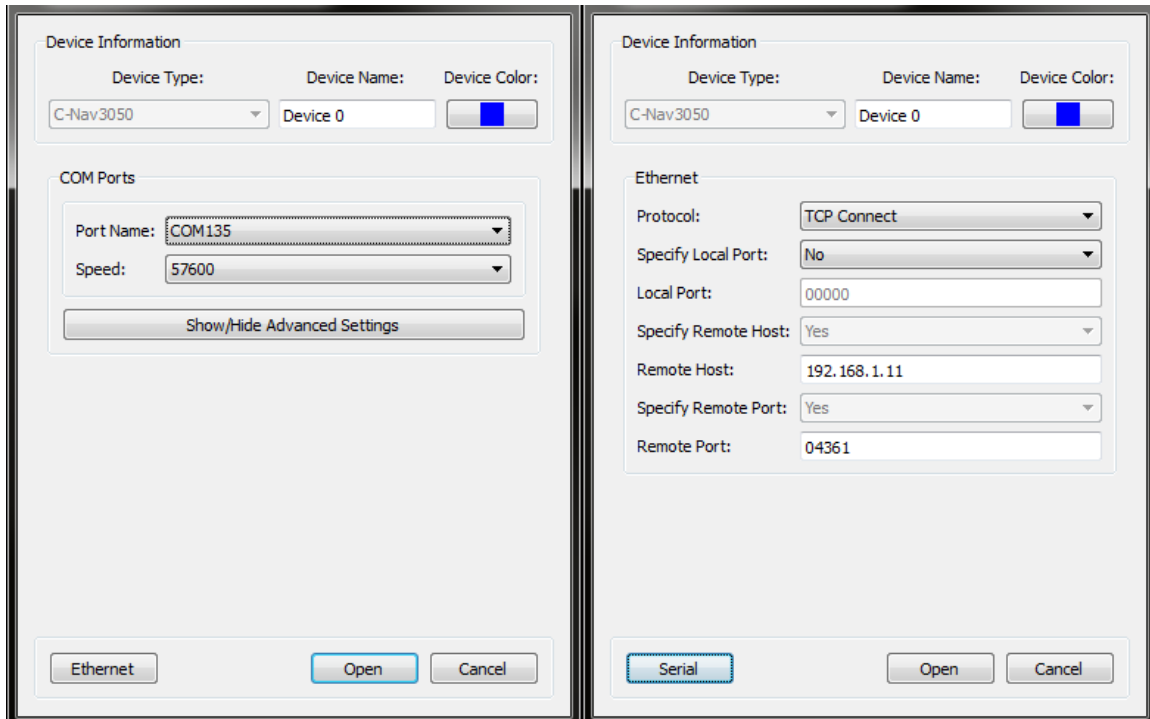 Device Information
Device Type: Device Name: Device Color:
C-Nav3050 Device 0
COM Ports
Port Name: COM135
Speed: 57600
Show/Hide Advanced Settings
Ethernet Open Cancel
Device Information
Device Type: Device Name: Device Color:
C-Nav3050 Device 0
Ethernet
Protocol: TCP Connect
Specify Local Port: No
Local Port: 00000
Specify Remote Host: Yes
Remote Host: 192.168.1.11
Specify Remote Port: Yes
Remote Port: 04361
Serial Open Cancel